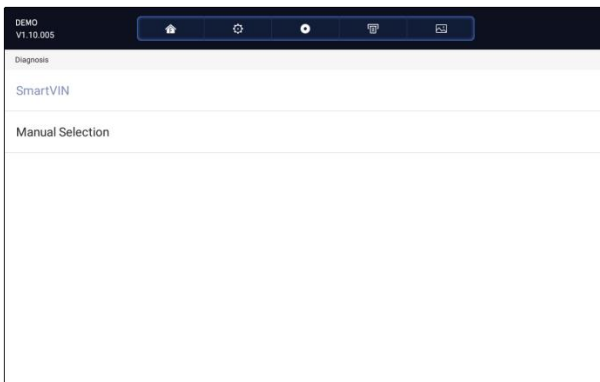 DEMO
V1.10.005
Diagnosis
SmartVIN
Manual Selection